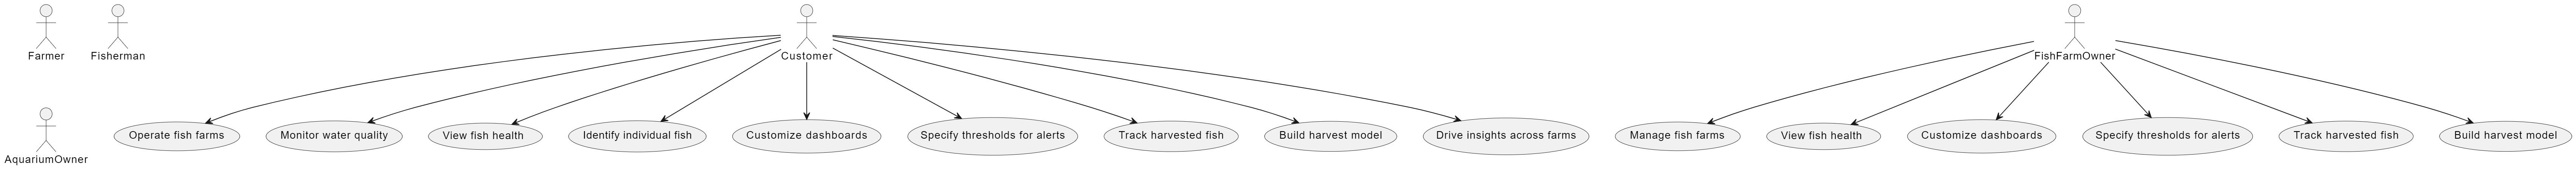 Farmer
Fisherman
Customer
FishFarmOwner
AquariumOwner
Operate fish farms
Monitor water quality
View fish health
Identify individual fish
Customize dashboards
Specify thresholds for alerts
Track harvested fish
Build harvest model
Drive insights across farms
Manage fish farms
View fish health
Customize dashboards
Specify thresholds for alerts
Track harvested fish
Build harvest model